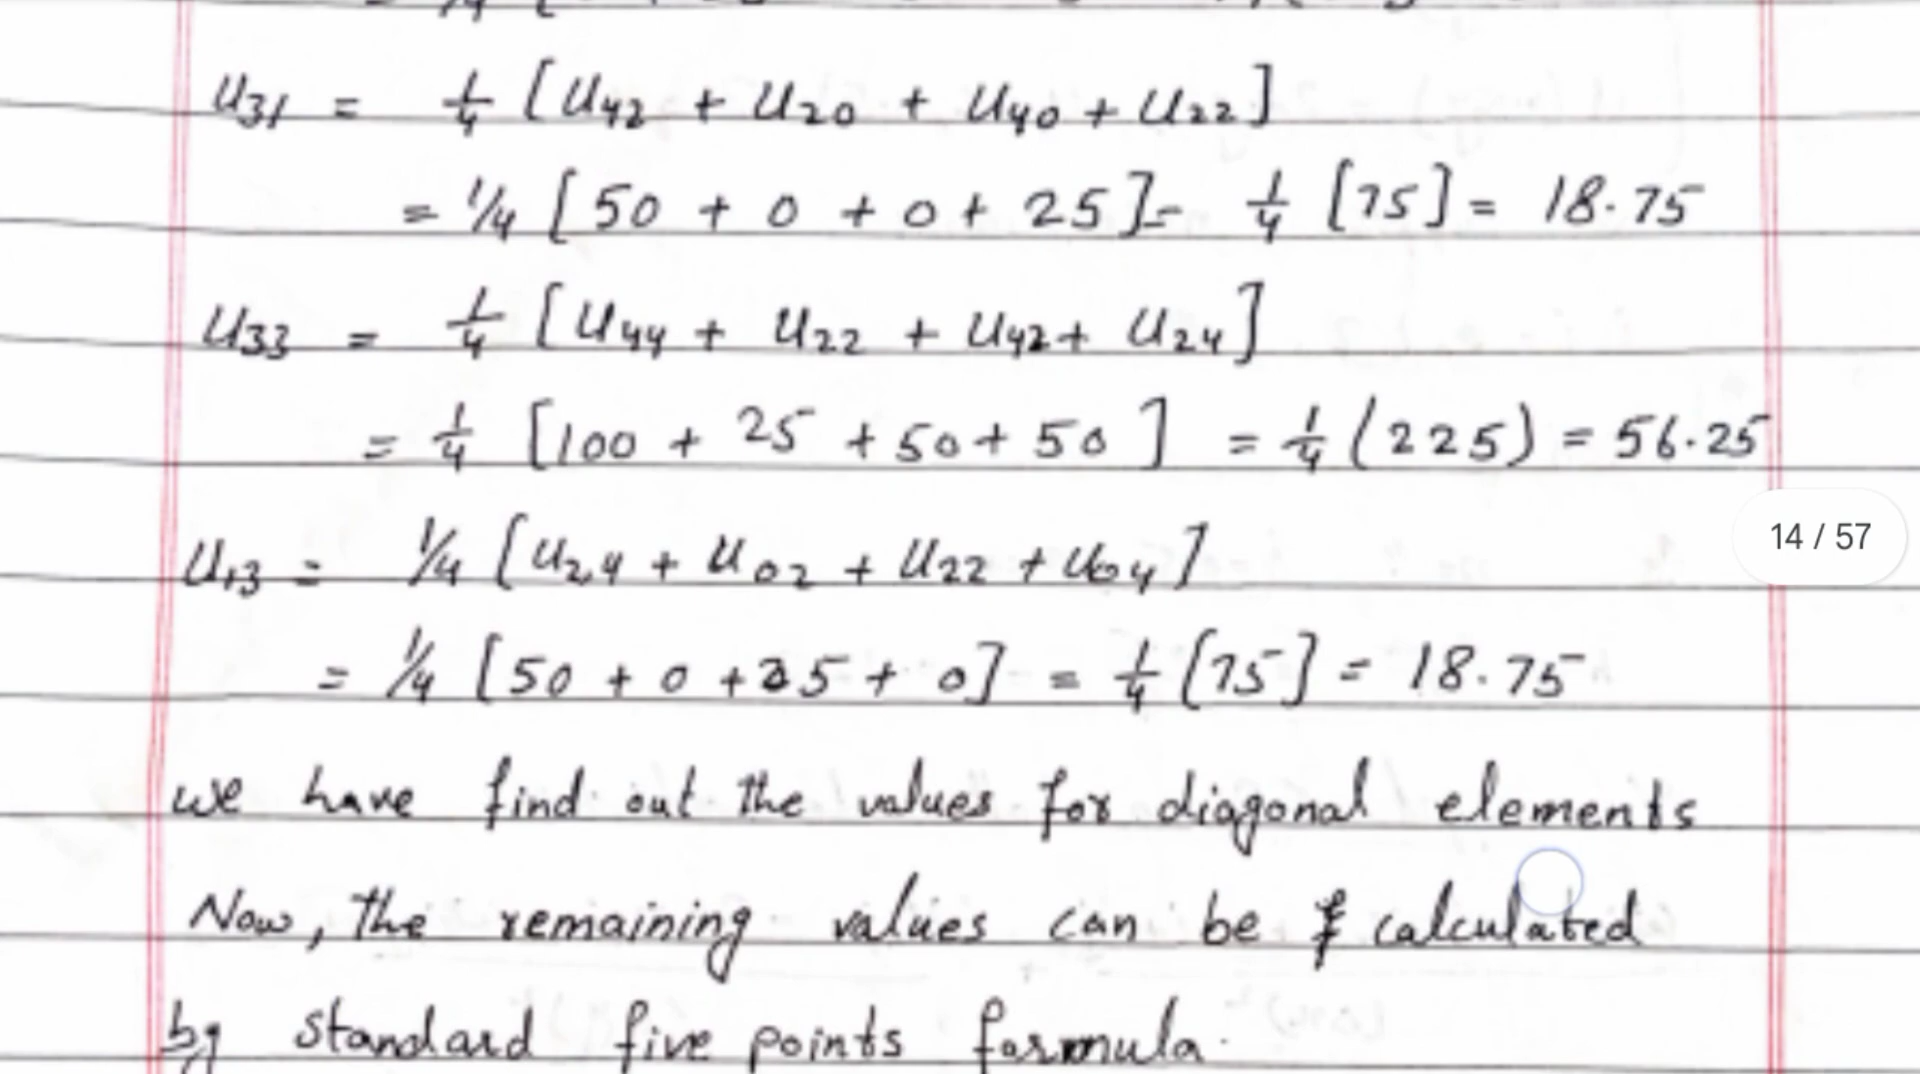 U31 = 1/4 [U42 + U20 + U40 + U22]
= 1/4 [50 + 0 + 0 + 25] = 1/4 [75] = 18.75
U33 = 1/4 [U44 + U22 + U42 + U24]
= 1/4 [100 + 25 + 50 + 50] = 1/4 (225) = 56.25
14 / 57
U13 = 1/4 [U24 + U02 + U22 + U04]
= 1/4 [50 + 0 + 25 + 0] = 1/4 [75] = 18.75
we have find out the values for diagonal elements
Now, the remaining values can be calculated
by standard five points formula.